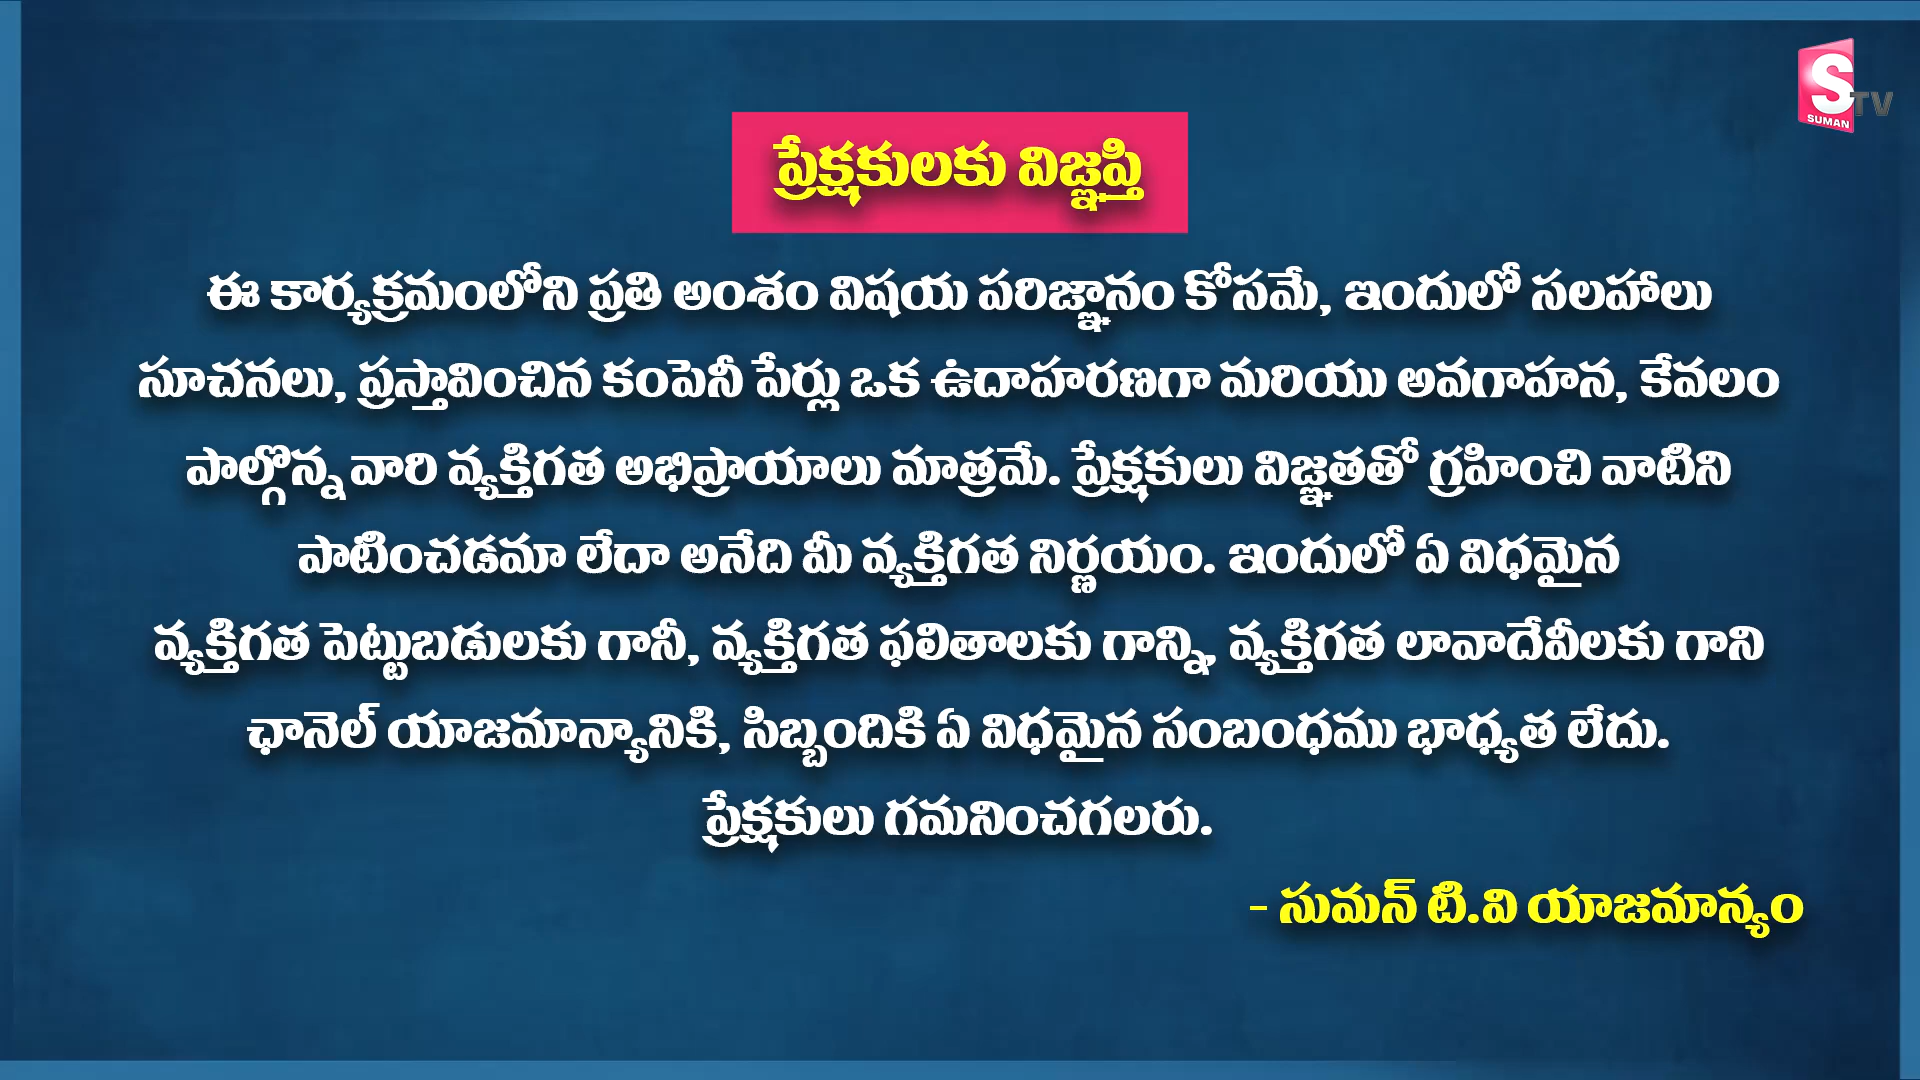 S
TV
SUMAN
ప్రేక్షకులకు విజ్ఞప్తి
ఈ కార్యక్రమంలోని ప్రతి అంశం విషయ పరిజ్ఞానం కోసమే, ఇందులో సలహాలు
సూచనలు, ప్రస్తావించిన కంపెనీ పేర్లు ఒక ఉదాహరణగా మరియు అవగాహన, కేవలం
పాల్గొన్న వారి వ్యక్తిగత అభిప్రాయాలు మాత్రమే. ప్రేక్షకులు విజ్ఞతతో గ్రహించి వాటిని
పాటించడమా లేదా అనేది మీ వ్యక్తిగత నిర్ణయం. ఇందులో ఏ విధమైన
వ్యక్తిగత పెట్టుబడులకు గానీ, వ్యక్తిగత ఫలితాలకు గాన్ని, వ్యక్తిగత లావాదేవీలకు గాని
ఛానెల్ యాజమాన్యానికి, సిబ్బందికి ఏ విధమైన సంబంధము భాధ్యత లేదు.
ప్రేక్షకులు గమనించగలరు.
- సుమన్ టి.వి యాజమాన్యం